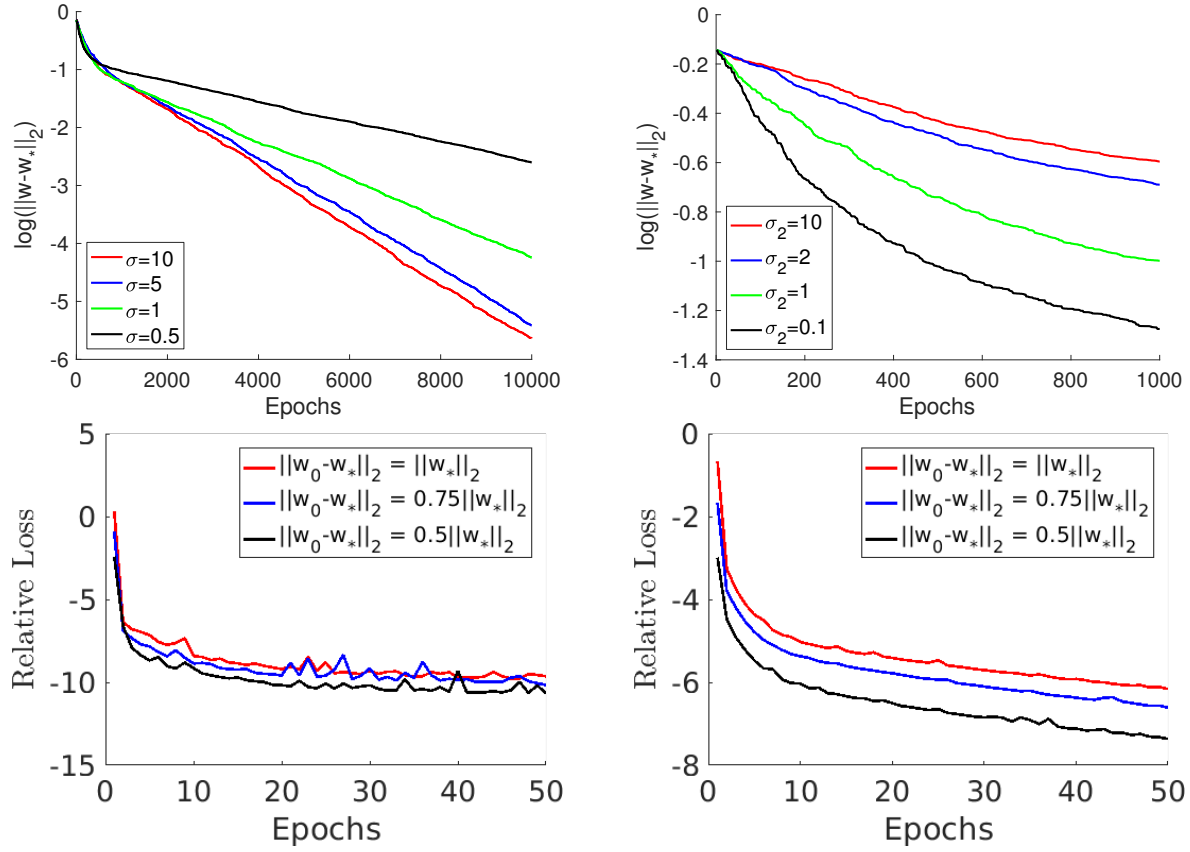 0
-1
-2
-3
-4
-5
-6
log(||w-w*||2)
σ=10
σ=5
σ=1
σ=0.5
0 2000 4000 6000 8000 10000
Epochs
0
-0.2
-0.4
-0.6
-0.8
-1
-1.2
-1.4
log(||w-w*||2)
σ2=10
σ2=2
σ2=1
σ2=0.1
0 200 400 600 800 1000
Epochs
5
0
-5
-10
-15
Relative Loss
||w0-w*||2 = ||w*||2
||w0-w*||2 = 0.75||w*||2
||w0-w*||2 = 0.5||w*||2
0 10 20 30 40 50
Epochs
0
-2
-4
-6
-8
Relative Loss
||w0-w*||2 = ||w*||2
||w0-w*||2 = 0.75||w*||2
||w0-w*||2 = 0.5||w*||2
0 10 20 30 40 50
Epochs